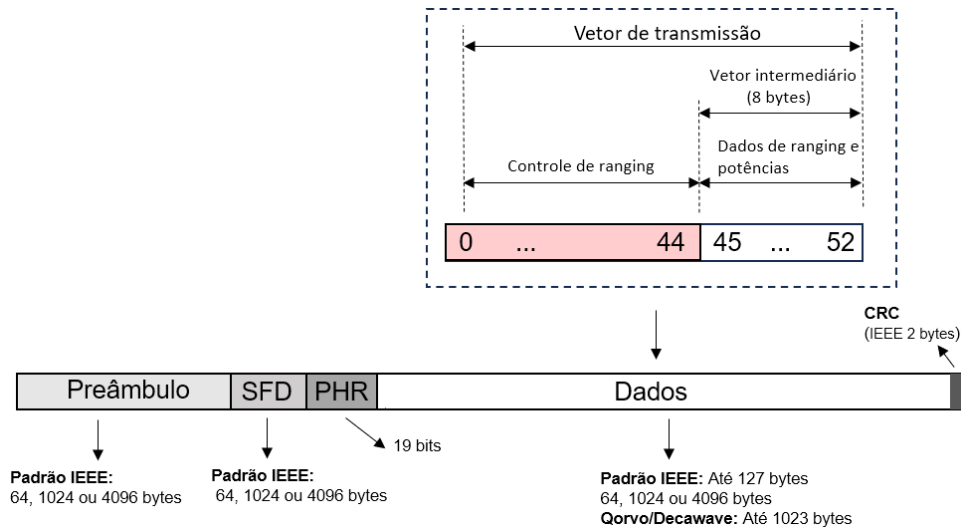 Vetor de transmissão
Vetor intermediário
(8 bytes)
Dados de ranging e
potências
Controle de ranging
0 ... 44 45 ... 52
CRC
(IEEE 2 bytes)
Preâmbulo SFD PHR Dados
19 bits
Padrão IEEE:
64, 1024 ou 4096 bytes
Padrão IEEE:
64, 1024 ou 4096 bytes
Padrão IEEE: Até 127 bytes
64, 1024 ou 4096 bytes
Qorvo/Decawave: Até 1023 bytes